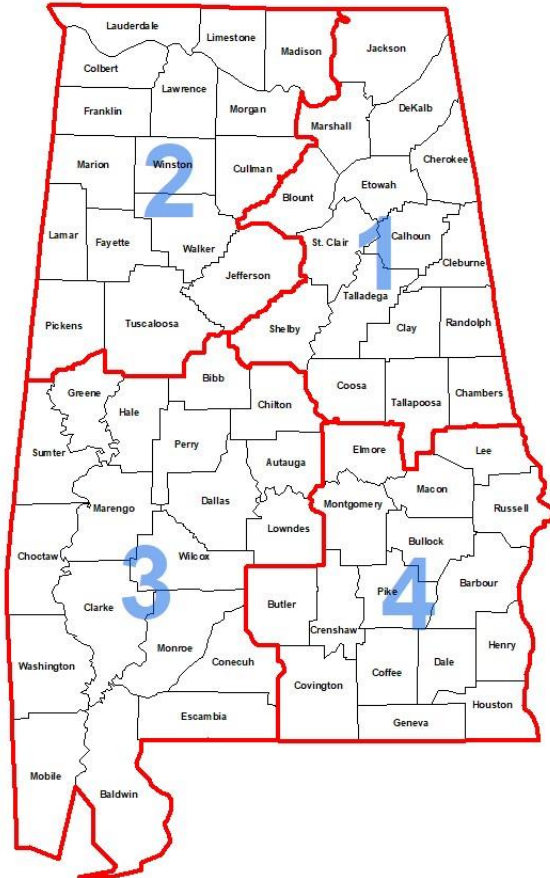 Lauderdale
Limestone
Madison
Jackson
Colbert
Lawrence
Franklin
Morgan
DeKalb
Marshall
Cherokee
Marion
Winston
Cullman
2
Blount
Etowah
Lamar
Fayette
Walker
St. Clair
Calhoun
1
Cleburne
Jefferson
Talladega
Pickens
Tuscaloosa
Shelby
Clay
Randolph
Bibb
Coosa
Tallapoosa
Chambers
Greene
Hale
Chilton
Sumter
Perry
Autauga
Elmore
Lee
Marengo
Dallas
Montgomery
Macon
Russell
Lowndes
Bullock
Choctaw
Wilcox
3
Clarke
Butler
Pike
4
Barbour
Crenshaw
Washington
Monroe
Conecuh
Covington
Coffee
Dale
Henry
Houston
Escambia
Geneva
Mobile
Baldwin